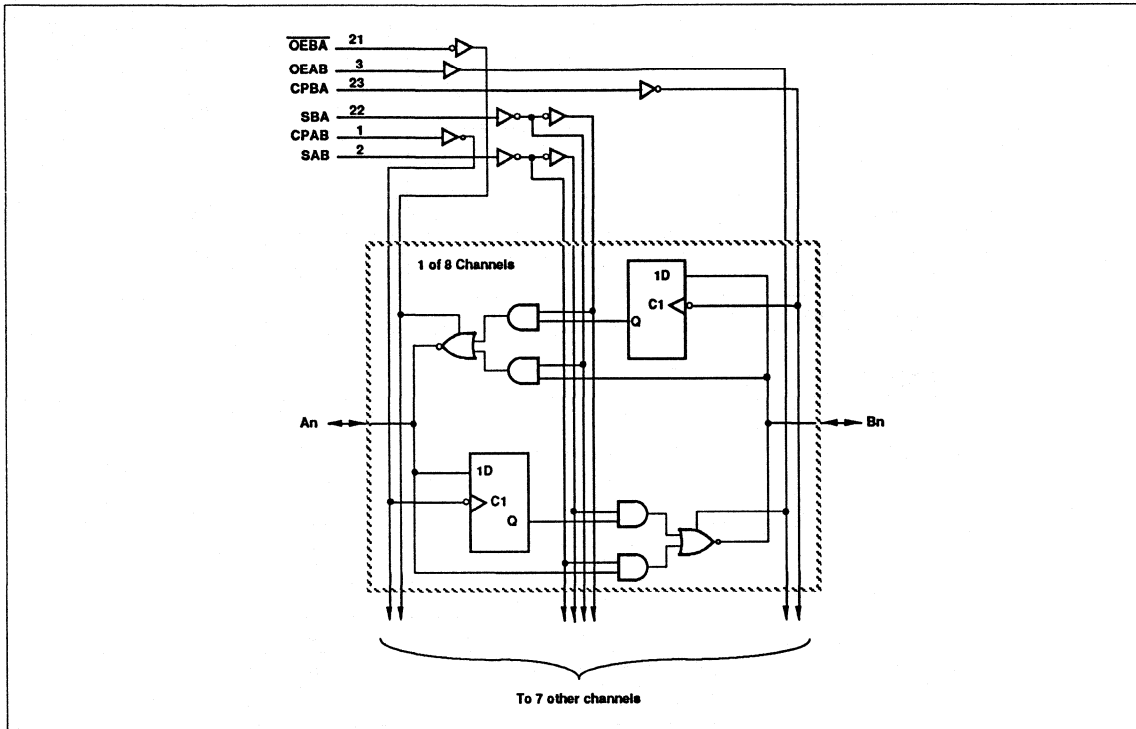 O̅E̅B̅A̅ 21
OEAB 3
CPBA 23
SBA 22
CPAB 1
SAB 2
1 of 8 Channels
1D
C1
Q
An
Bn
1D
C1
Q
To 7 other channels